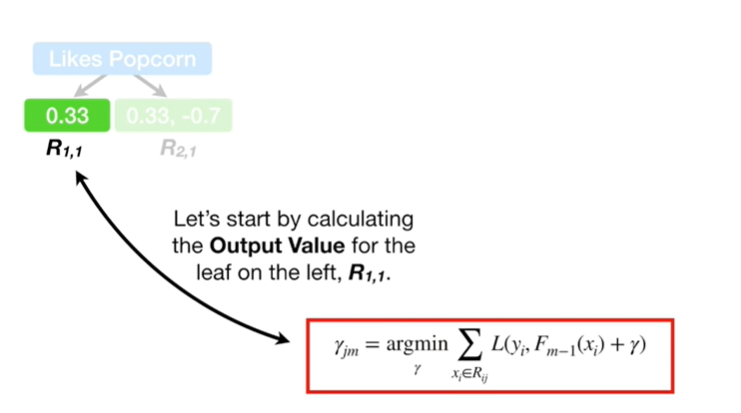 Likes Popcorn
0.33 0.33, -0.7
R1,1 R2,1
Let's start by calculating
the Output Value for the
leaf on the left, R1,1.
γjm = argmin ∑ L(yi, Fm−1(xi) + γ)
γ xi∈Rij